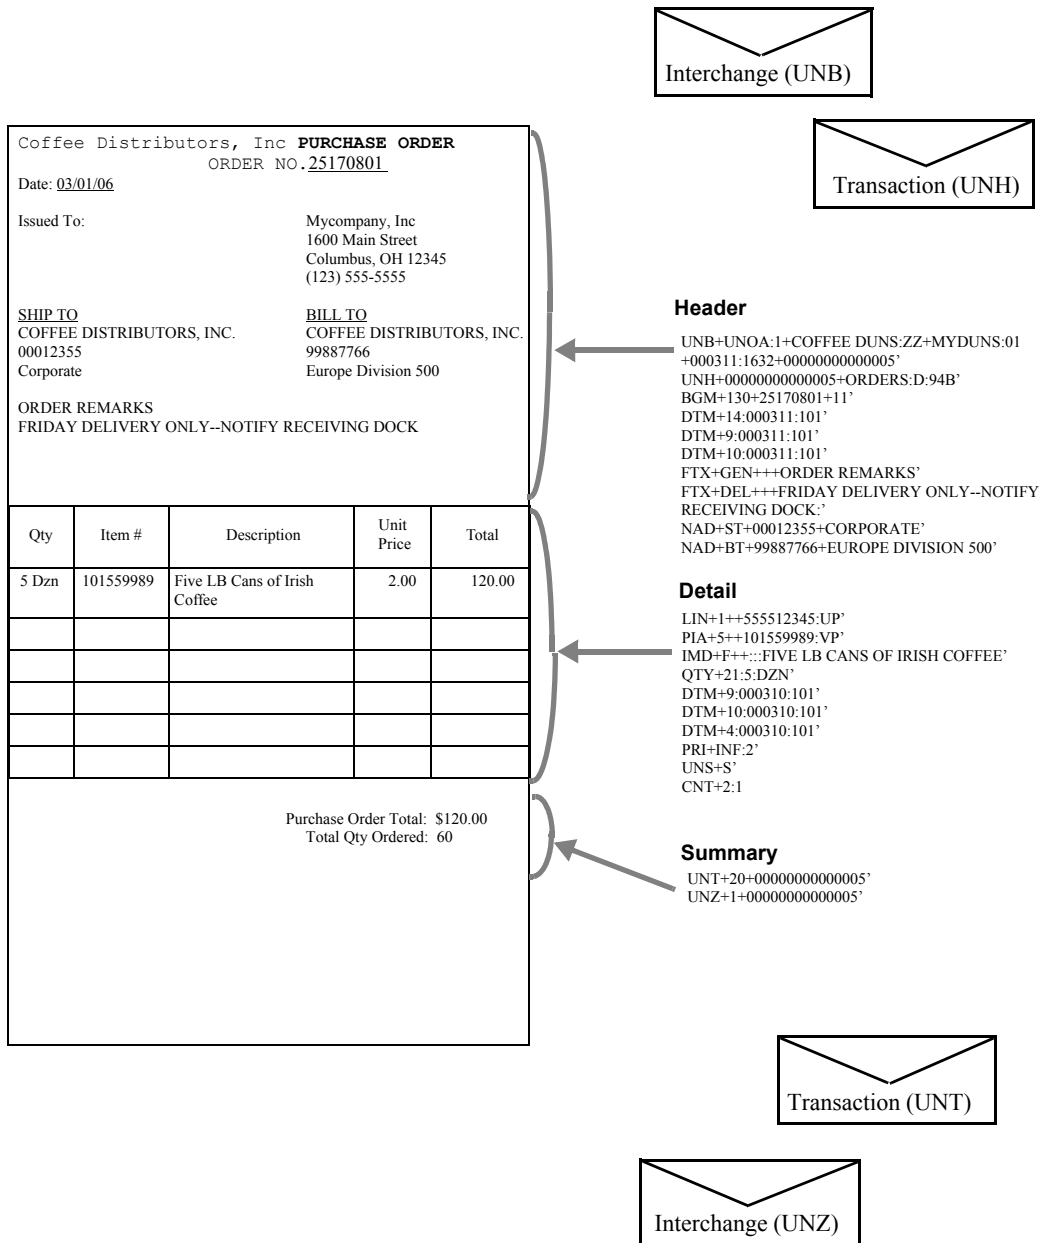 Interchange (UNB)
Transaction (UNH)
Coffee Distributors, Inc PURCHASE ORDER
ORDER NO.25170801
Date: 03/01/06
Issued To:
Mycompany, Inc
1600 Main Street
Columbus, OH 12345
(123) 555-5555
SHIP TO
COFFEE DISTRIBUTORS, INC.
00012355
Corporate
BILL TO
COFFEE DISTRIBUTORS, INC.
99887766
Europe Division 500
ORDER REMARKS
FRIDAY DELIVERY ONLY--NOTIFY RECEIVING DOCK
Qty Item # Description Unit Price Total
5 Dzn 101559989 Five LB Cans of Irish 2.00 120.00
Coffee
Purchase Order Total: $120.00
Total Qty Ordered: 60
Header
UNB+UNOA:1+COFFEE DUNS:ZZ+MYDUNS:01
+000311:1632+00000000000005’
UNH+00000000000005+ORDERS:D:94B’
BGM+130+25170801+11’
DTM+14:000311:101’
DTM+9:000311:101’
DTM+10:000311:101’
FTX+GEN+++ORDER REMARKS’
FTX+DEL+++FRIDAY DELIVERY ONLY--NOTIFY
RECEIVING DOCK:’
NAD+ST+00012355+CORPORATE’
NAD+BT+99887766+EUROPE DIVISION 500’
Detail
LIN+1++555512345:UP’
PIA+5++101559989:VP’
IMD+F++:::FIVE LB CANS OF IRISH COFFEE’
QTY+21:5:DZN’
DTM+9:000310:101’
DTM+10:000310:101’
DTM+4:000310:101’
PRI+INF:2’
UNS+S’
CNT+2:1
Summary
UNT+20+00000000000005’
UNZ+1+00000000000005’
Transaction (UNT)
Interchange (UNZ)